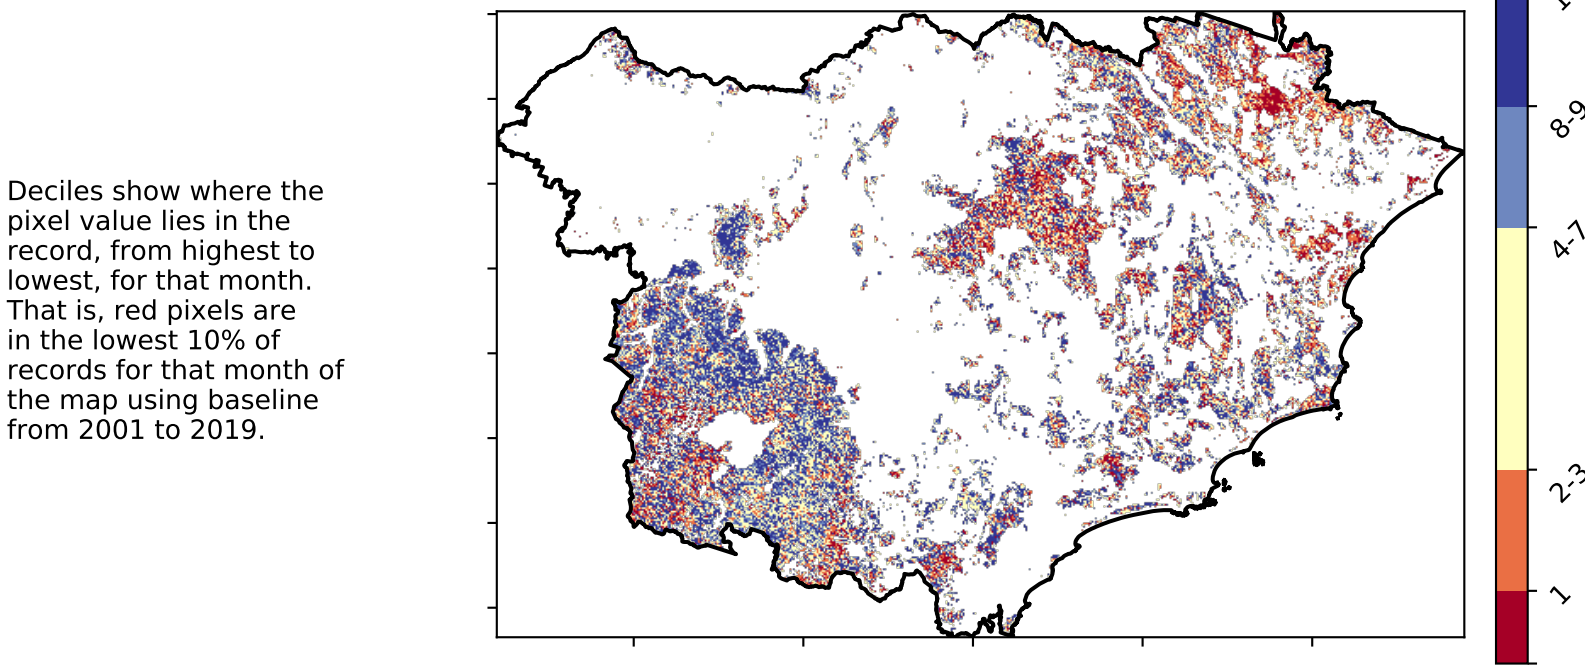 Deciles show where the
pixel value lies in the
record, from highest to
lowest, for that month.
That is, red pixels are
in the lowest 10% of
records for that month of
the map using baseline
from 2001 to 2019.
8-9
4-7
2-3
1